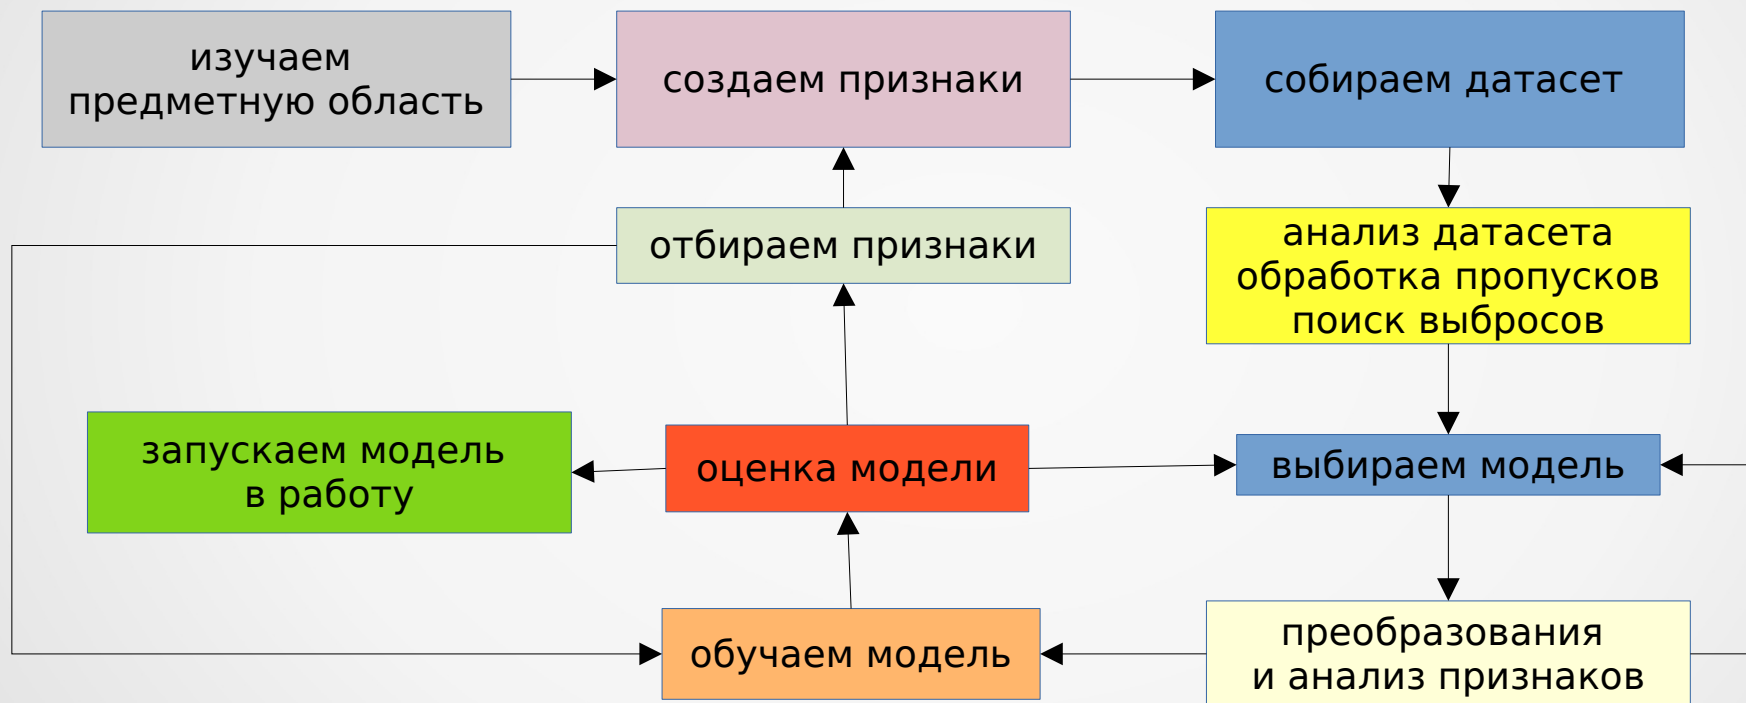 изучаем
предметную область
создаем признаки
собираем датасет
отбираем признаки
анализ датасета
обработка пропусков
поиск выбросов
запускаем модель
в работу
оценка модели
выбираем модель
обучаем модель
преобразования
и анализ признаков